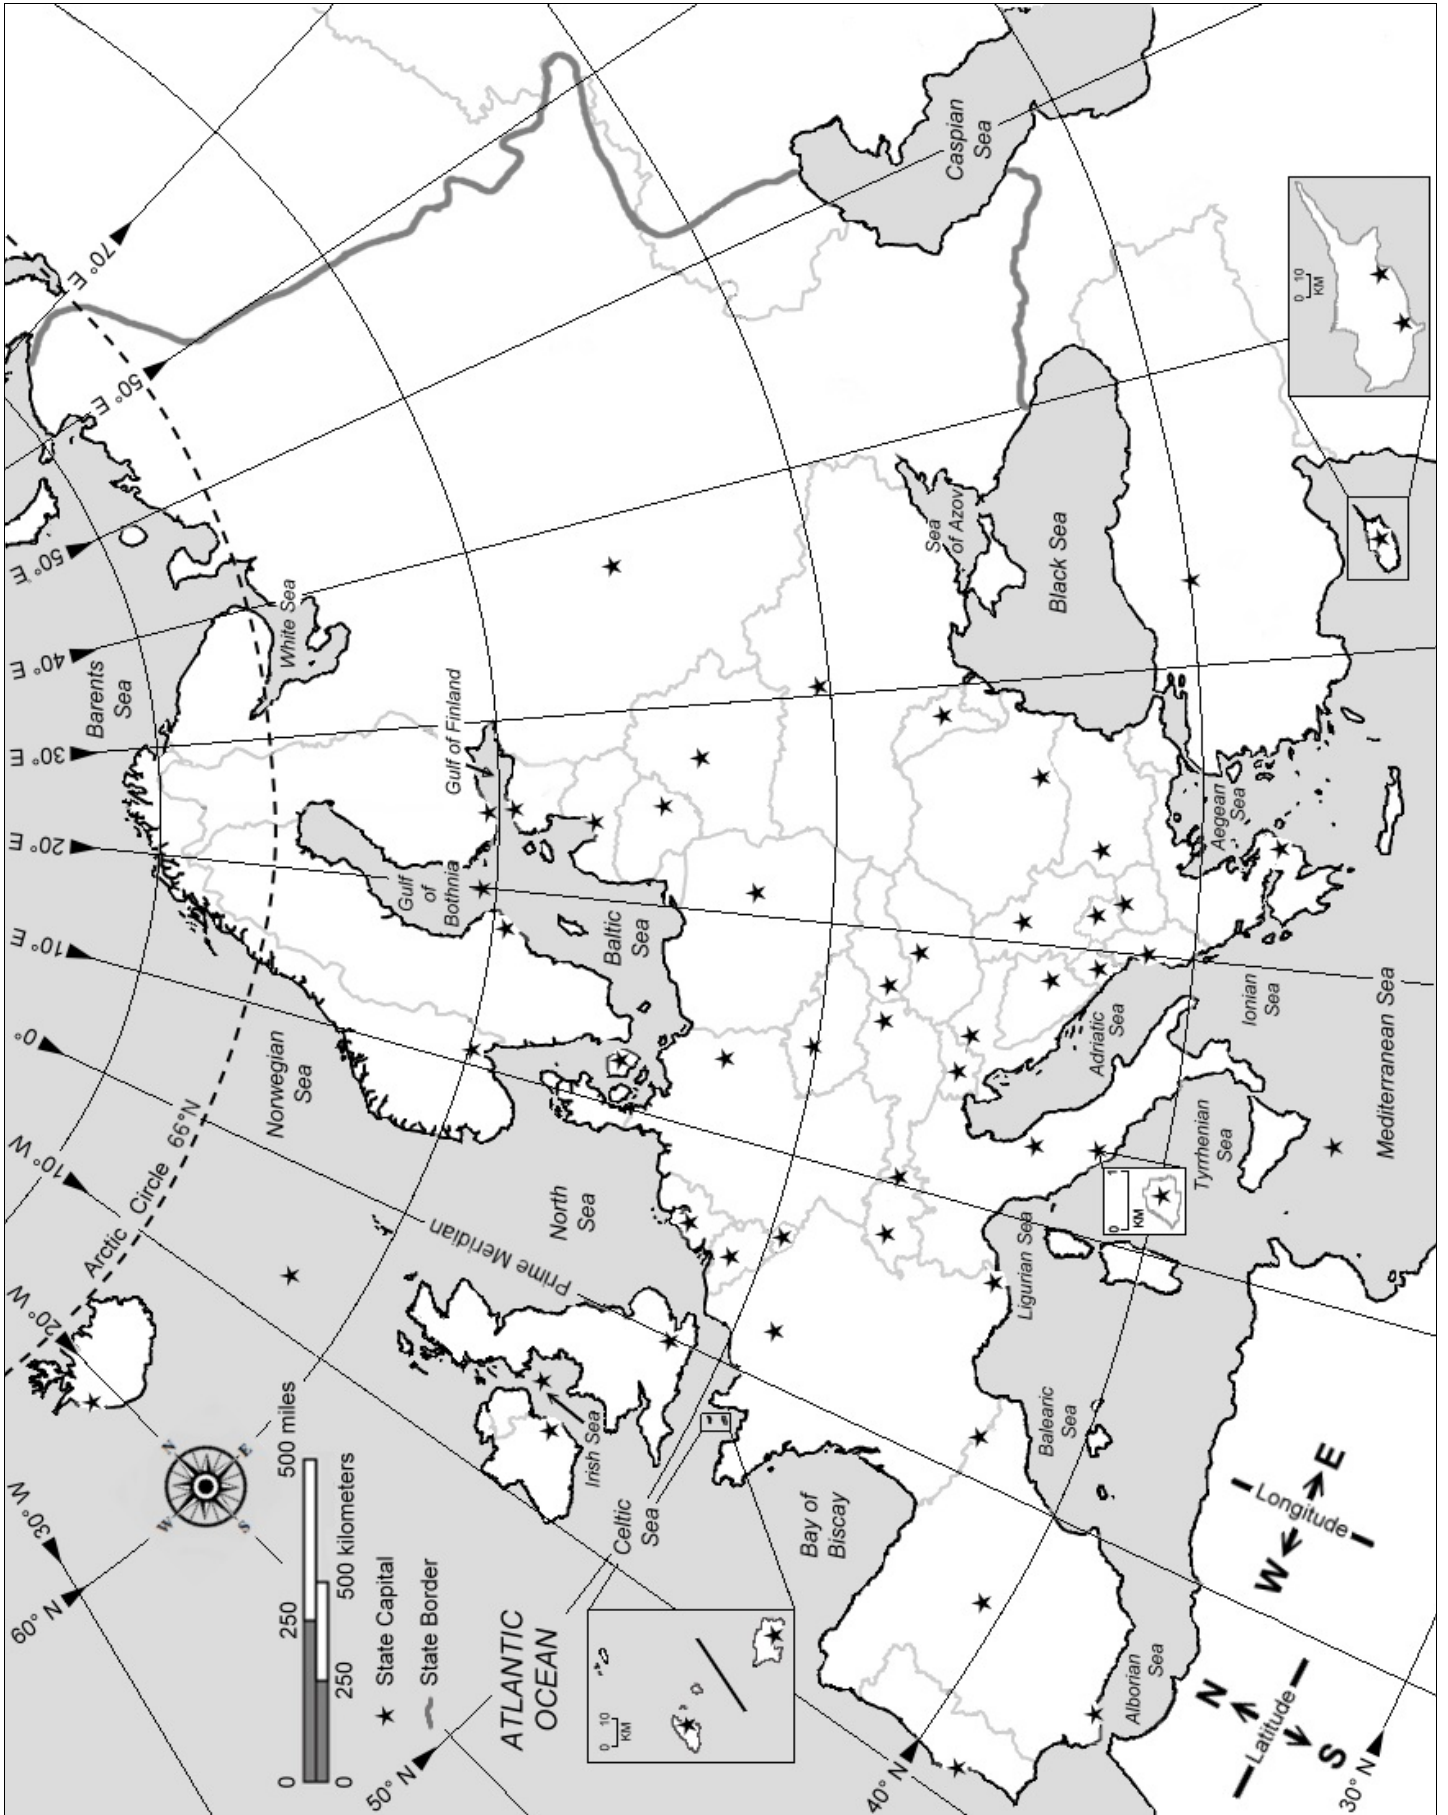 70° E
50° E
50° E
40° E
30° E
20° E
10° E
0°
10° W
20° W
30° W
60° N
50° N
40° N
30° N
Arctic Circle 66°N
Prime Meridian
Barents
Sea
White Sea
Norwegian
Sea
Gulf of Finland
Gulf
of
Bothnia
Baltic
Sea
North
Sea
Irish Sea
Celtic
Sea
ATLANTIC
OCEAN
Bay of
Biscay
Alborian
Sea
Balearic
Sea
Ligurian Sea
Tyrrhenian
Sea
Adriatic
Sea
Ionian
Sea
Mediterranean Sea
Aegean
Sea
Black Sea
Sea
of Azov
Caspian
Sea
N
E
S
W
0 250 500 miles
0 250 500 kilometers
State Capital
State Border
0 10
KM
0 1
KM
0 10
KM
N
Latitude
S
W
Longitude
E